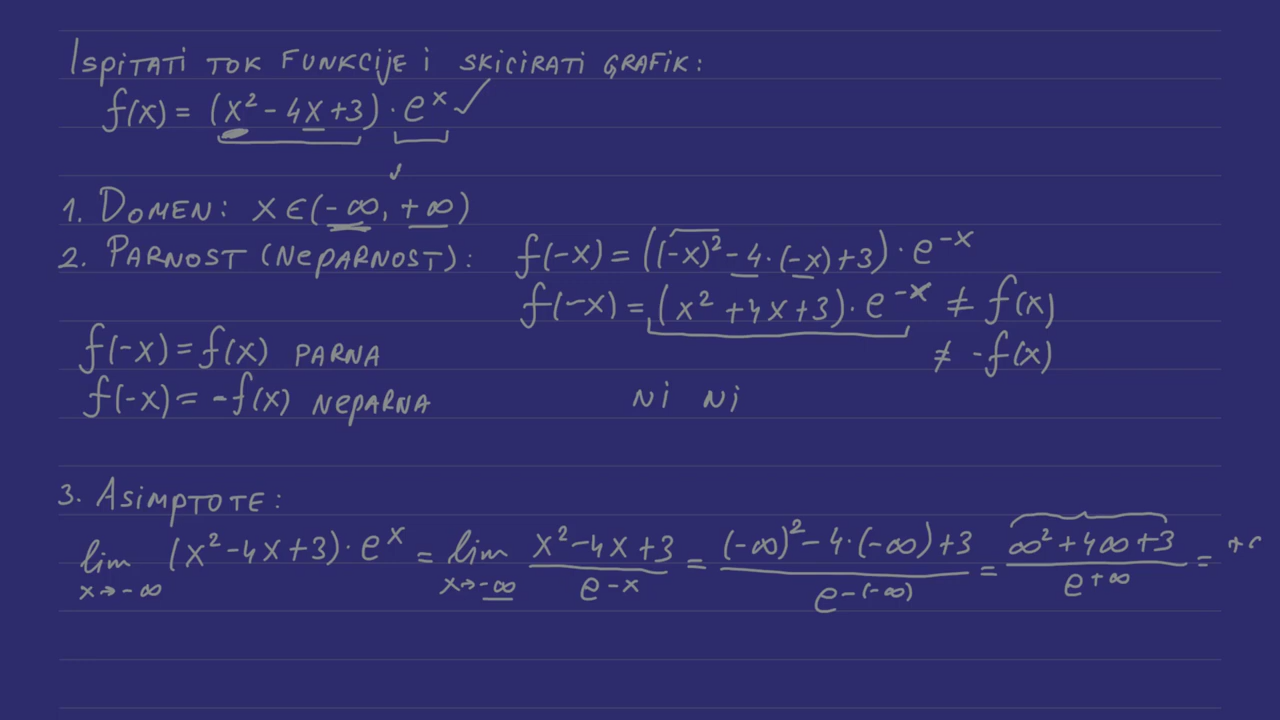 Ispitati tok funkcije i skicirati grafik:
f(x) = (x² - 4x + 3) · eˣ ✓
1. Domen: x ∈ (-∞, +∞)
2. Parnost (neparnost): f(-x) = ((-x)² - 4 · (-x) + 3) · e⁻ˣ
f(-x) = (x² + 4x + 3) · e⁻ˣ ≠ f(x)
f(-x) = f(x) parna ≠ -f(x)
f(-x) = -f(x) neparna ni ni
3. Asimptote:
lim_{x→-∞} (x² - 4x + 3) · eˣ = lim_{x→-∞} (x² - 4x + 3)/(e⁻ˣ) = ((-∞)² - 4 · (-∞) + 3)/(e^{-(-∞)}) = (∞² + 4∞ + 3)/(e^{+∞}) =